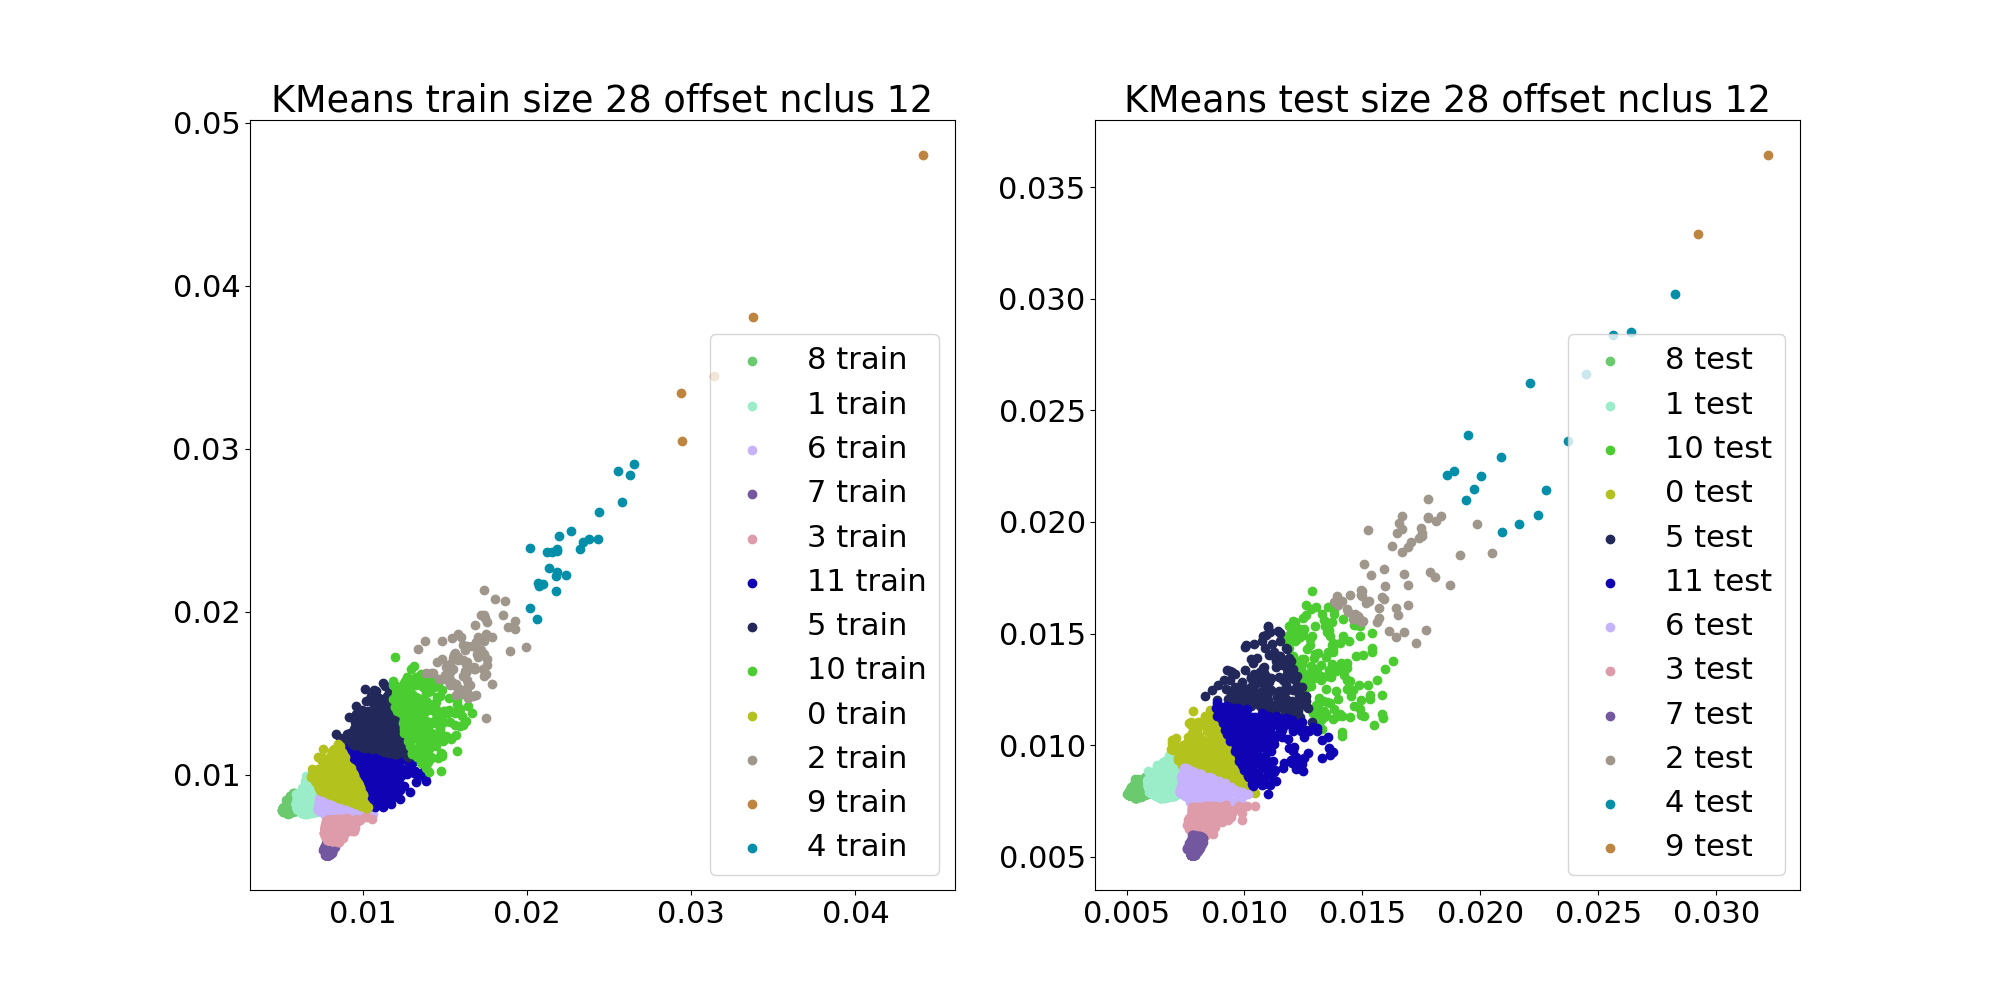 KMeans train size 28 offset nclus 12
0.05
0.04
0.03
0.02
0.01
0.01
0.02
0.03
0.04
8 train
1 train
6 train
7 train
3 train
11 train
5 train
10 train
0 train
2 train
9 train
4 train
KMeans test size 28 offset nclus 12
0.035
0.030
0.025
0.020
0.015
0.010
0.005
0.005
0.010
0.015
0.020
0.025
0.030
8 test
1 test
10 test
0 test
5 test
11 test
6 test
3 test
7 test
2 test
4 test
9 test